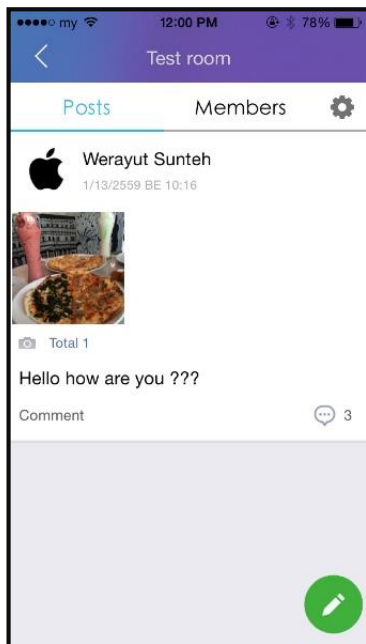 my 12:00 PM 78%
Test room
Posts Members
Werayut Sunteh
1/13/2559 BE 10:16
Total 1
Hello how are you ???
Comment 3